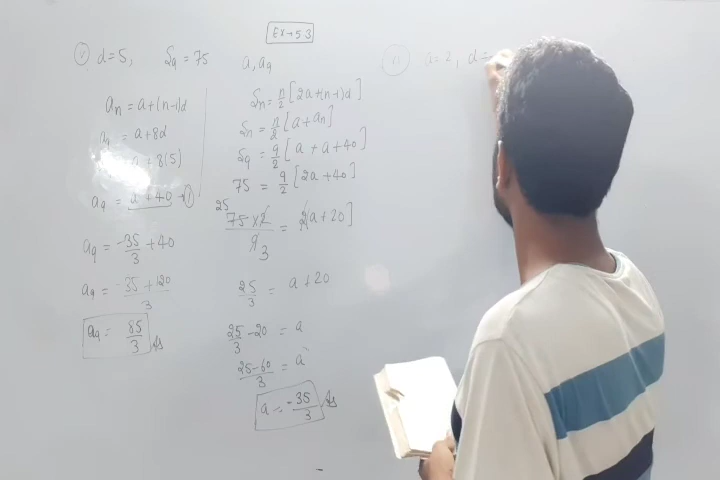 Ex→5.3
(v) d=5, S₉ = 75 a, a₉
aₙ = a+(n-1)d
a₉ = a+8d
a+8(5)
a₉ = a+40 →①
a₉ = -35/3 +40
a₉ = -35+120/3
a₉ = 85/3 Ans
Sₙ = n/2 [2a+(n-1)d]
Sₙ = n/2 [a+aₙ]
S₉ = 9/2 [a + a+40]
75 = 9/2 [2a +40]
25
75×2/9 = 2[a+20]
3
25/3 = a+20
25/3 -20 = a
25-60/3 = a
a = -35/3 Ans
a=2, d=